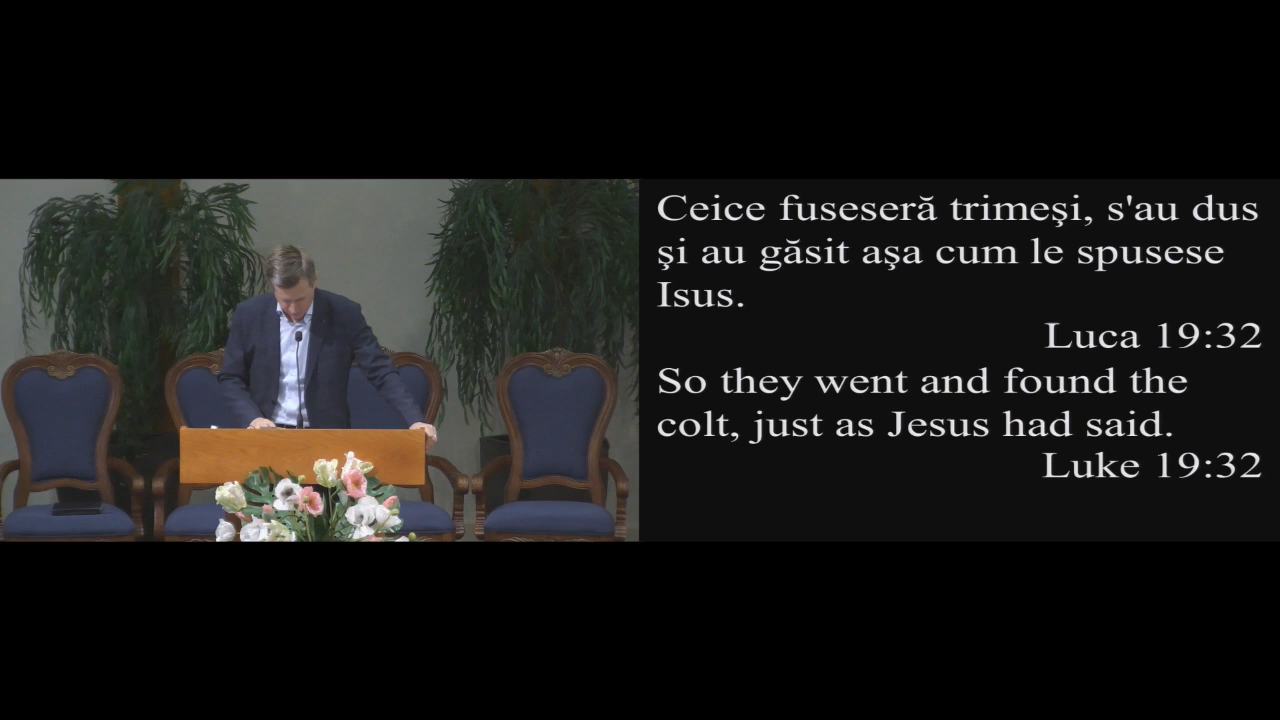 Ceice fuseseră trimeşi, s'au dus
şi au găsit aşa cum le spusese
Isus.
Luca 19:32
So they went and found the
colt, just as Jesus had said.
Luke 19:32